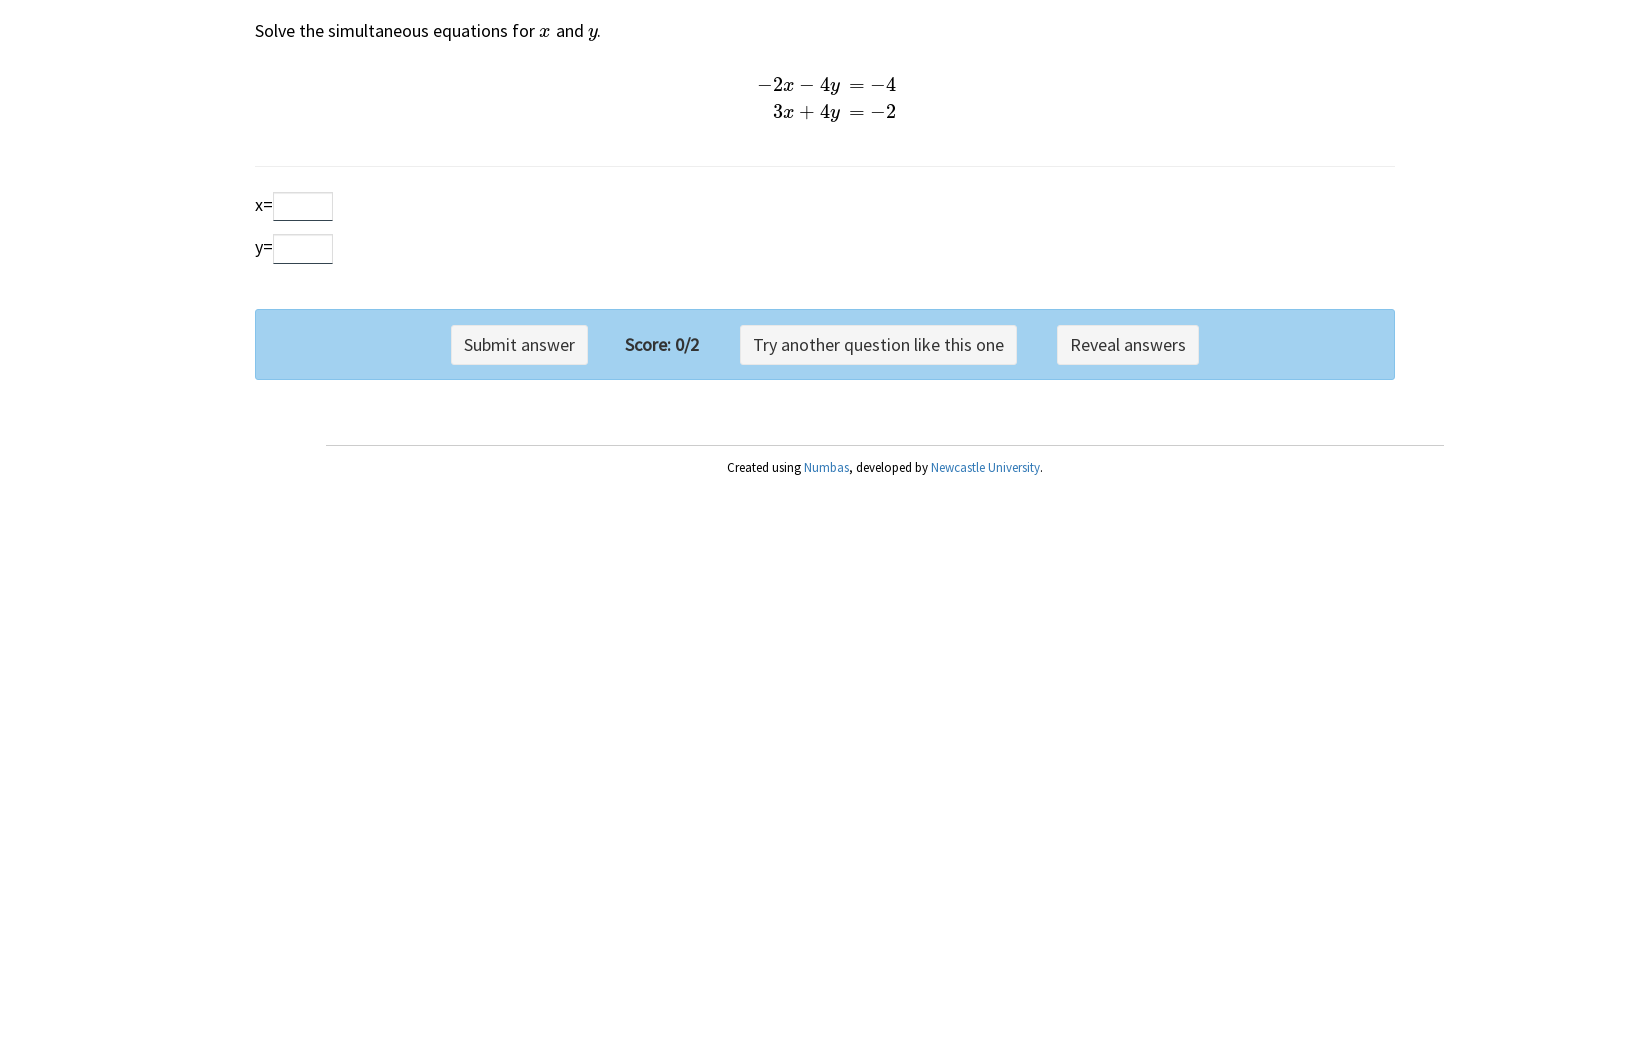 Solve the simultaneous equations for x and y.
−2x − 4y = −4
3x + 4y = −2
x=
y=
Submit answer Score: 0/2 Try another question like this one Reveal answers
Created using Numbas, developed by Newcastle University.